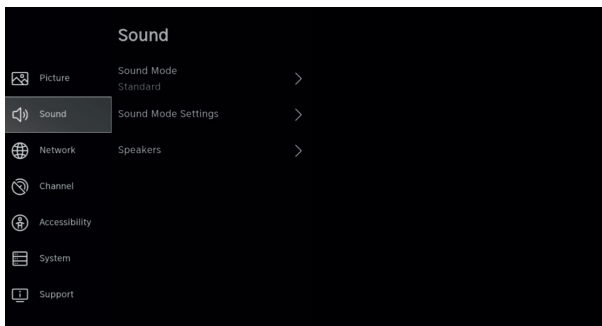 Sound
Picture
Sound
Network
Channel
Accessibility
System
Support
Sound Mode
Standard
Sound Mode Settings
Speakers